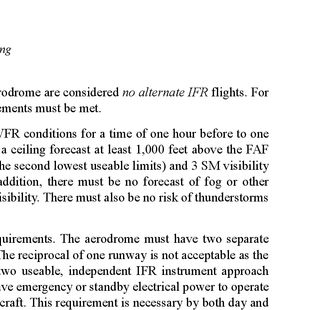 ng
rodrome are considered no alternate IFR flights. For
ements must be met.
VFR conditions for a time of one hour before to one
a ceiling forecast at least 1,000 feet above the FAF
he second lowest useable limits) and 3 SM visibility
addition, there must be no forecast of fog or other
isibility. There must also be no risk of thunderstorms
quirements. The aerodrome must have two separate
The reciprocal of one runway is not acceptable as the
two useable, independent IFR instrument approach
ve emergency or standby electrical power to operate
craft. This requirement is necessary by both day and